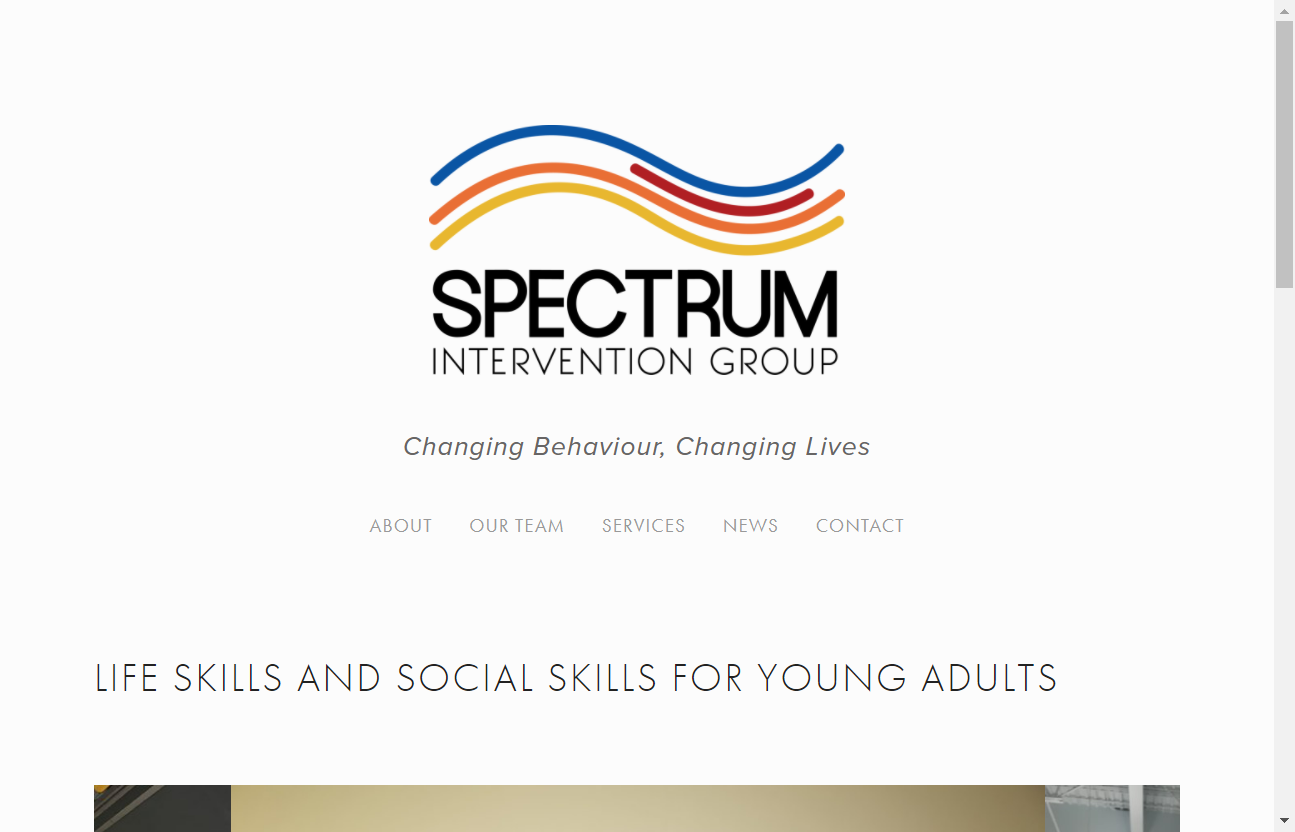 SPECTRUM
INTERVENTION GROUP
Changing Behaviour, Changing Lives
ABOUT OUR TEAM SERVICES NEWS CONTACT
LIFE SKILLS AND SOCIAL SKILLS FOR YOUNG ADULTS